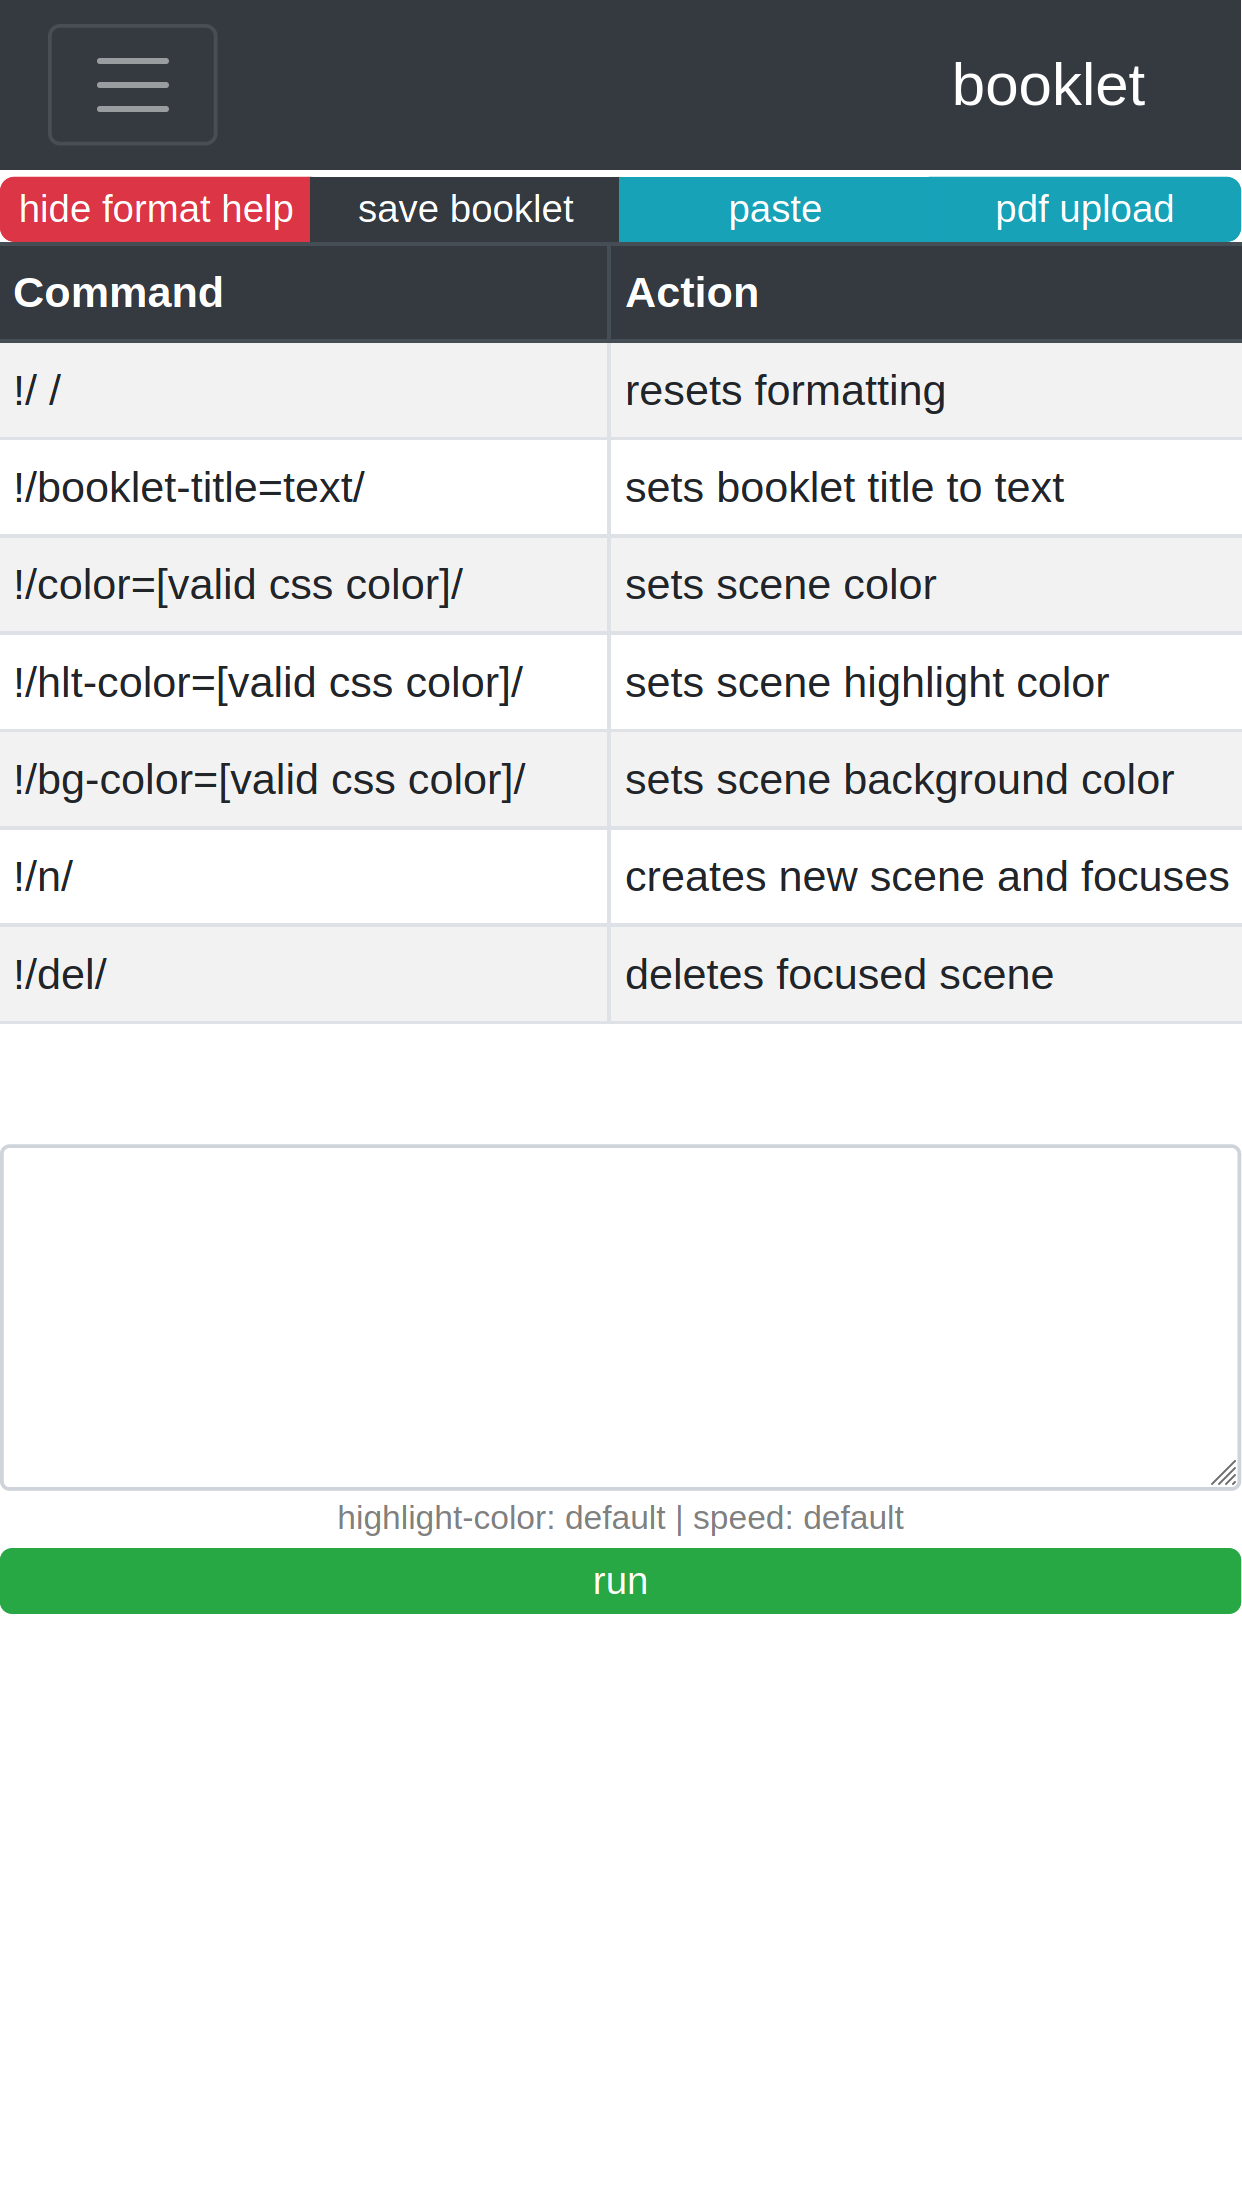 booklet
hide format help save booklet paste pdf upload
Command Action
!/ / resets formatting
!/booklet-title=text/ sets booklet title to text
!/color=[valid css color]/ sets scene color
!/hlt-color=[valid css color]/ sets scene highlight color
!/bg-color=[valid css color]/ sets scene background color
!/n/ creates new scene and focuses
!/del/ deletes focused scene
highlight-color: default | speed: default
run